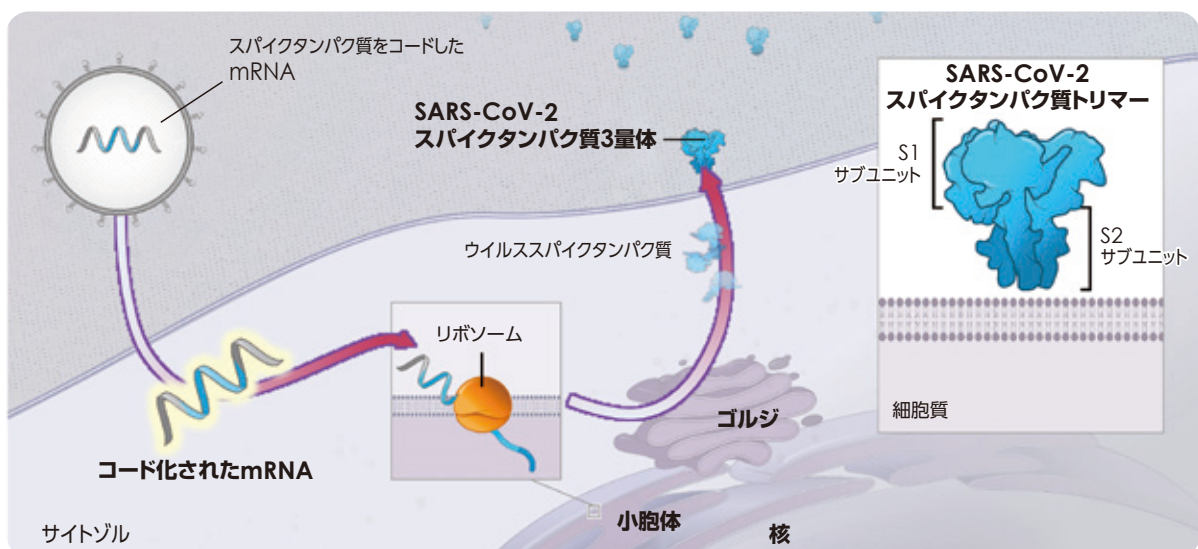 スパイクタンパク質をコードした
mRNA
SARS-CoV-2
スパイクタンパク質3量体
ウイルススパイクタンパク質
リボソーム
コード化されたmRNA
サイトゾル
小胞体
ゴルジ
核
SARS-CoV-2
スパイクタンパク質トリマー
S1
サブユニット
S2
サブユニット
細胞質